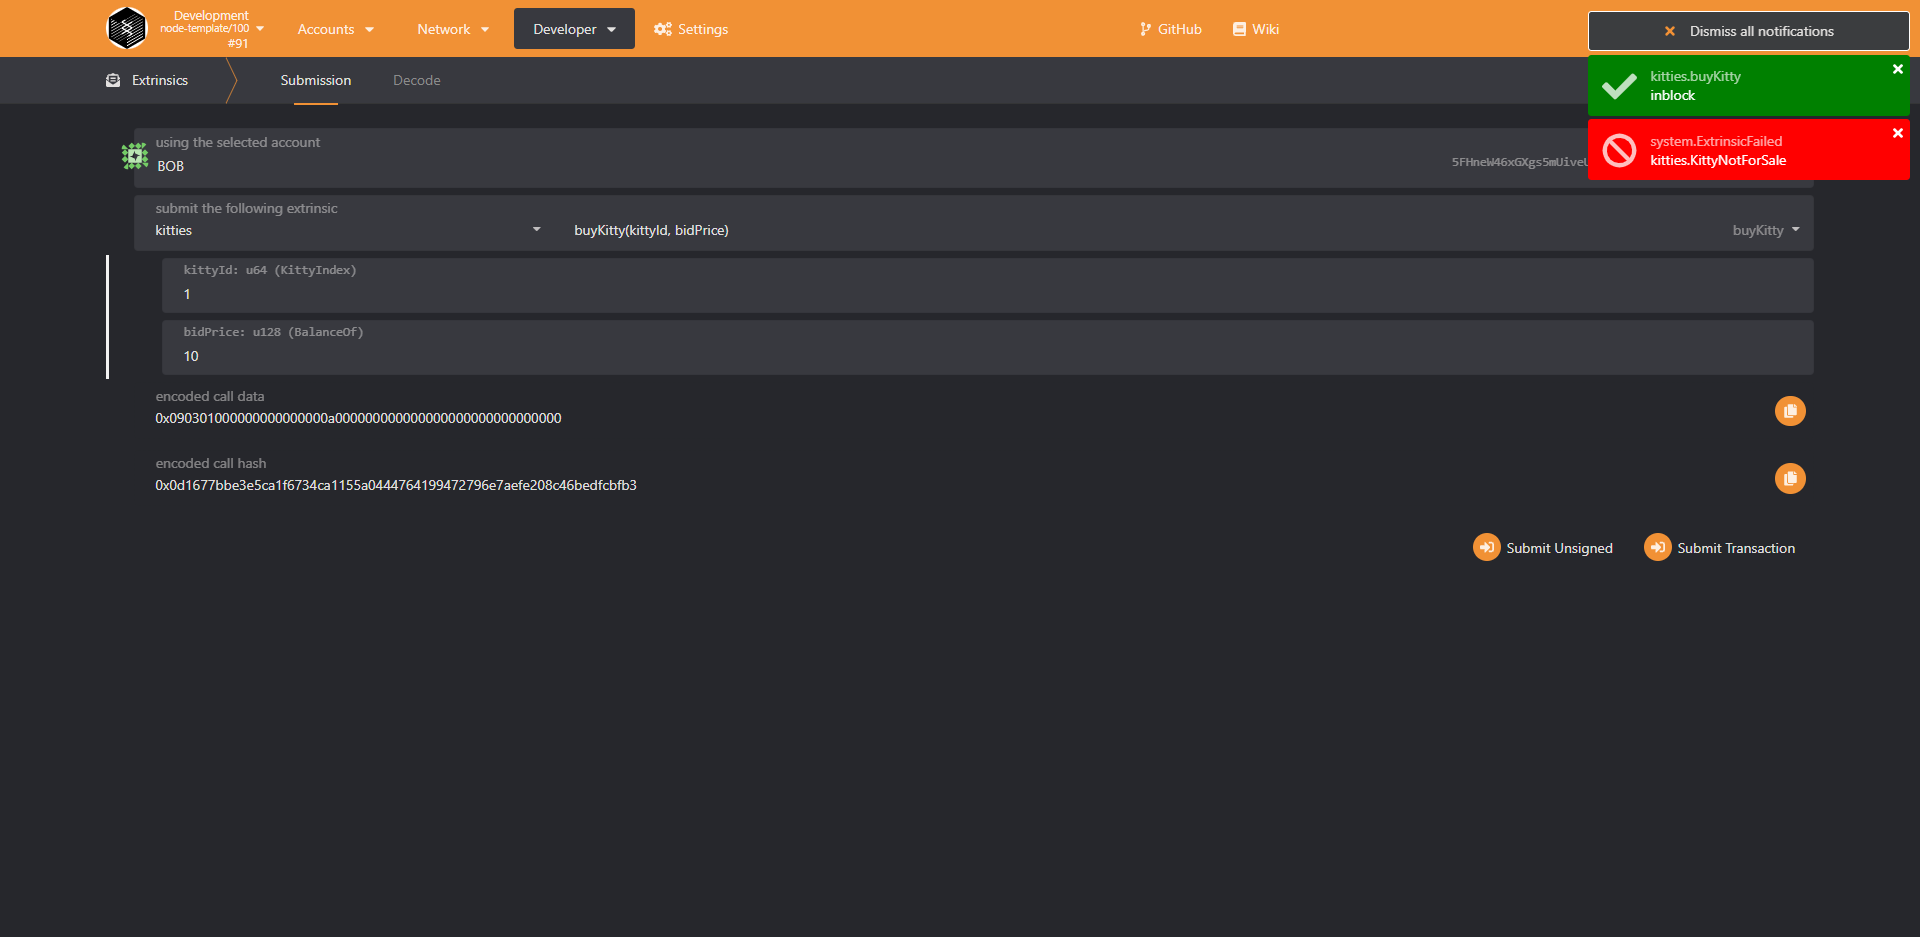 Development
node-template/100
#91
Accounts
Network
Developer
Settings
GitHub
Wiki
Dismiss all notifications
kitties.buyKitty
inblock
system.ExtrinsicFailed
kitties.KittyNotForSale
Extrinsics
Submission
Decode
using the selected account
BOB
5FHneW46xGXgs5mUive
submit the following extrinsic
kitties
buyKitty(kittyId, bidPrice)
buyKitty
kittyId: u64 (KittyIndex)
1
bidPrice: u128 (BalanceOf)
10
encoded call data
0x090301000000000000000a000000000000000000000000000000
encoded call hash
0x0d1677bbe3e5ca1f6734ca1155a0444764199472796e7aefe208c46bedfcbfb3
Submit Unsigned
Submit Transaction